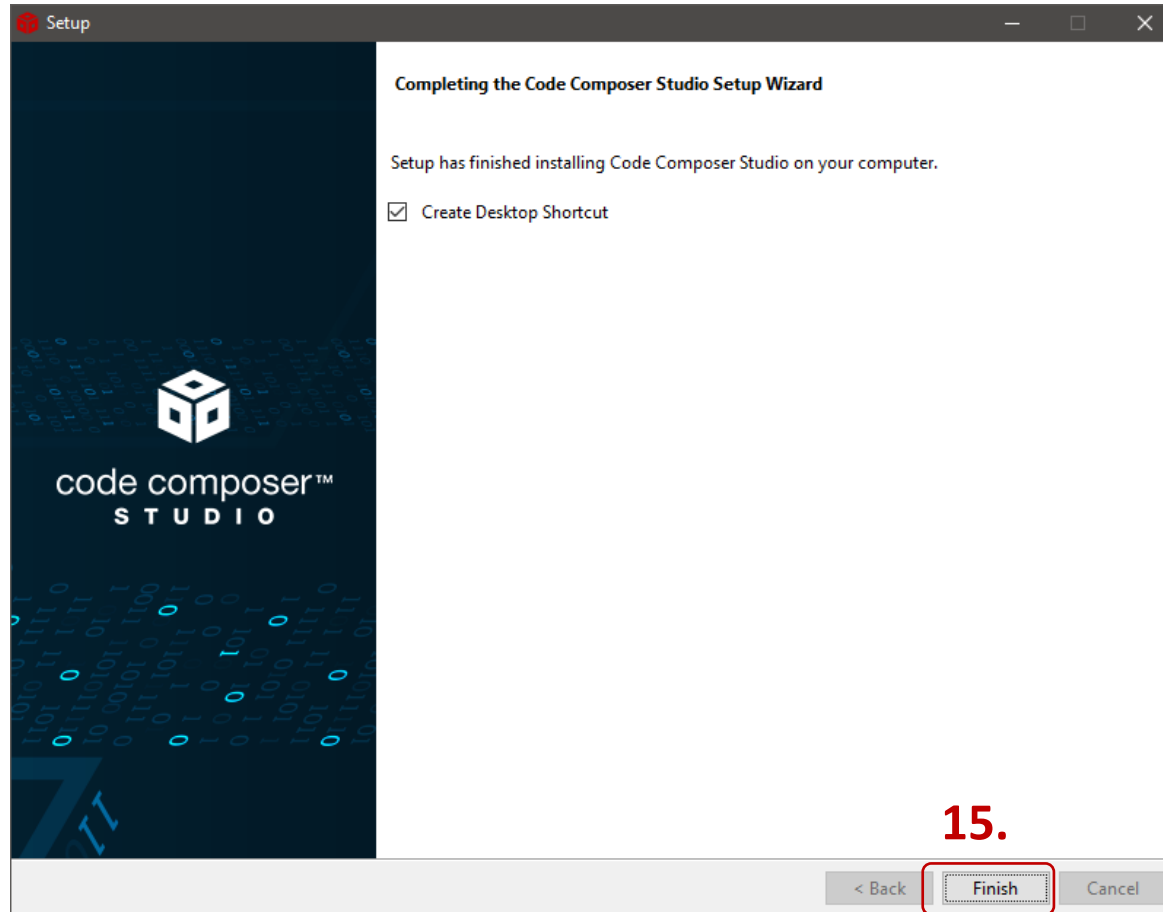 Setup
Completing the Code Composer Studio Setup Wizard
Setup has finished installing Code Composer Studio on your computer.
Create Desktop Shortcut
code composer™
STUDIO
15.
< Back
Finish
Cancel